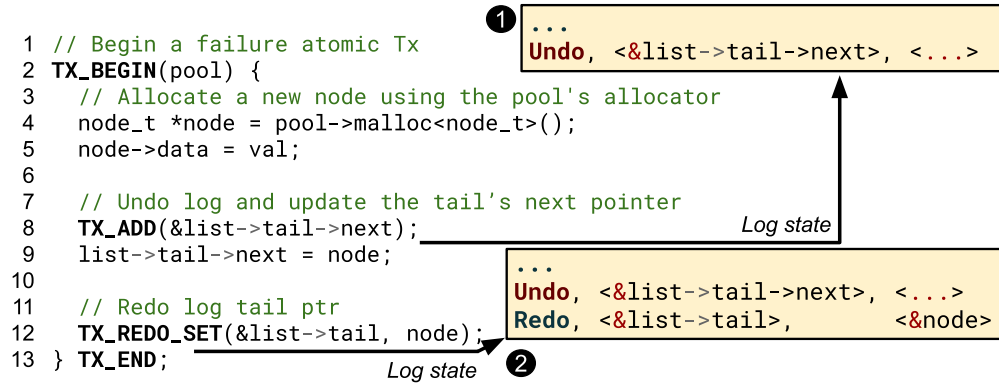 1 // Begin a failure atomic Tx
2 TX_BEGIN(pool) {
3 // Allocate a new node using the pool's allocator
4 node_t *node = pool->malloc<node_t>();
5 node->data = val;
6
7 // Undo log and update the tail’s next pointer
8 TX_ADD(&list->tail->next);
9 list->tail->next = node;
10
11 // Redo log tail ptr
12 TX_REDO_SET(&list->tail, node);
13 } TX_END;
1
...
Undo, <&list->tail->next>, <...>
Log state
...
Undo, <&list->tail->next>, <...>
Redo, <&list->tail>, <&node>
Log state
2